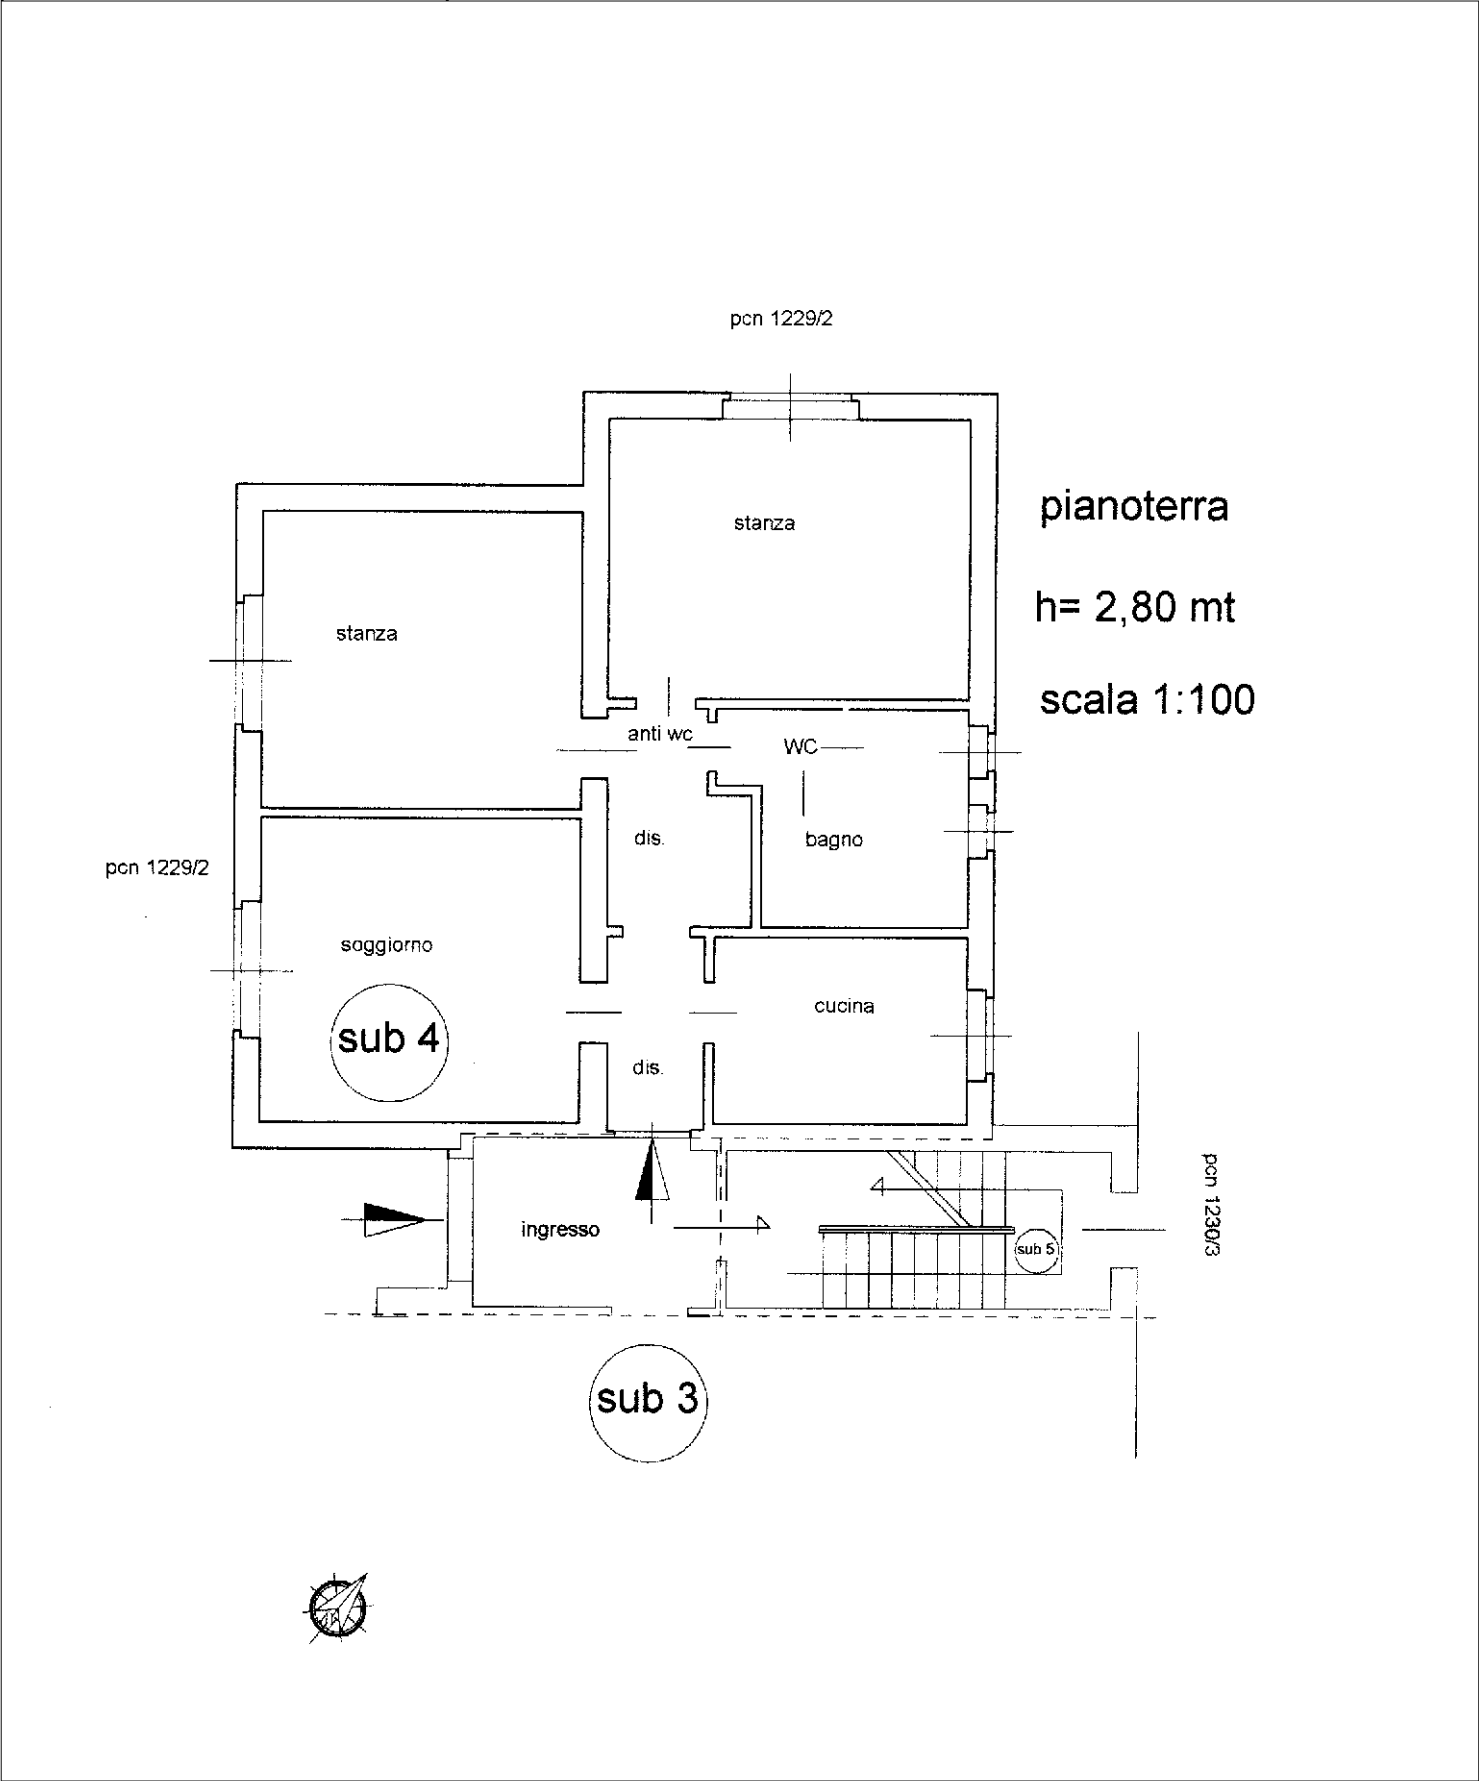 pcn 1229/2
pianoterra
stanza
h= 2,80 mt
stanza
scala 1:100
anti wc
WC
dis.
bagno
pcn 1229/2
soggiorno
cucina
sub 4
dis.
pcn 1230/3
ingresso
sub 5
sub 3